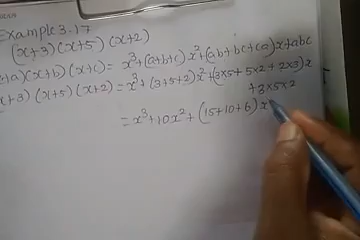 Example 3.17
(x+3)(x+5)(x+2)
+a)(x+b)(x+c) = x³+(a+b+c)x²+(ab+bc+ca)x+abc
x+3)(x+5)(x+2) = x³+(3+5+2)x²+(3×5+5×2+2×3)x
+3×5×2
= x³+10x²+(15+10+6)x